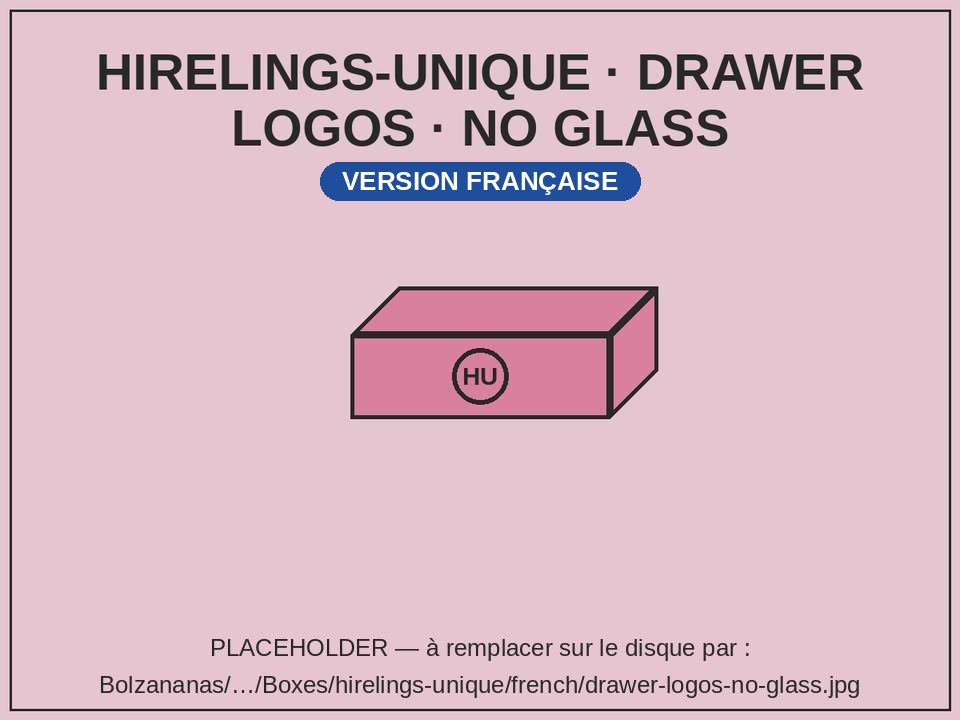 HIRELINGS-UNIQUE · DRAWER
LOGOS · NO GLASS
VERSION FRANÇAISE
HU
PLACEHOLDER — à remplacer sur le disque par :
Bolzananas/…/Boxes/hirelings-unique/french/drawer-logos-no-glass.jpg